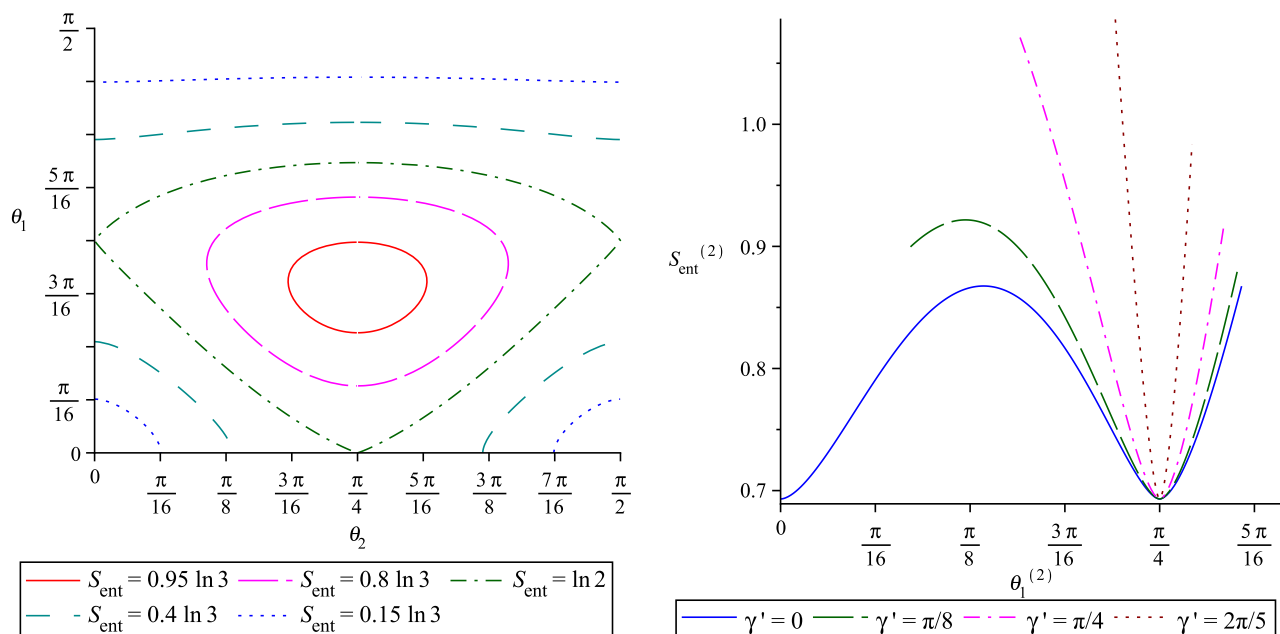 π/2
5π/16
θ₁
3π/16
π/16
0
0 π/16 π/8 3π/16 π/4 5π/16 3π/8 7π/16 π/2
θ₂
S_ent = 0.95 ln 3 S_ent = 0.8 ln 3 S_ent = ln 2
S_ent = 0.4 ln 3 S_ent = 0.15 ln 3
1.0
0.9
S_ent^(2)
0.8
0.7
0 π/16 π/8 3π/16 π/4 5π/16
θ₁^(2)
γ' = 0 γ' = π/8 γ' = π/4 γ' = 2π/5